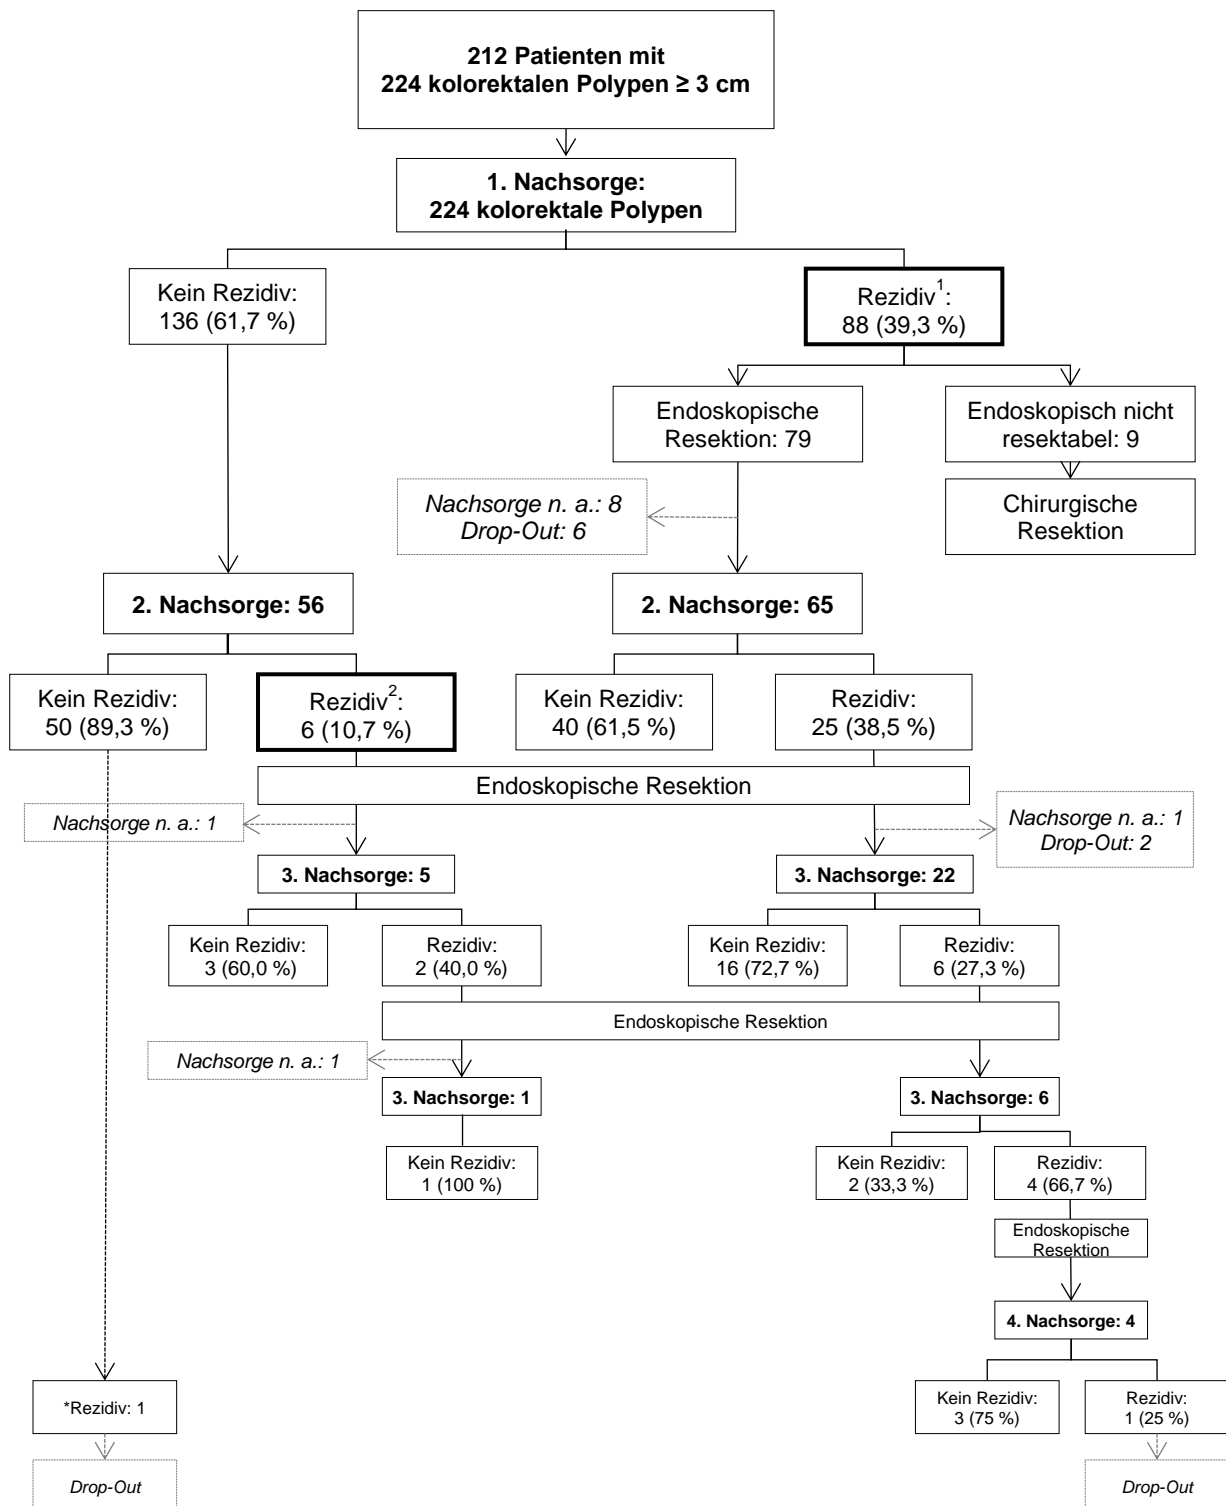 212 Patienten mit
224 kolorektalen Polypen ≥ 3 cm
1. Nachsorge:
224 kolorektale Polypen
Kein Rezidiv:
136 (61,7 %)
Rezidiv¹:
88 (39,3 %)
Endoskopische
Resektion: 79
Endoskopisch nicht
resektabel: 9
Nachsorge n. a.: 8
Drop-Out: 6
Chirurgische
Resektion
2. Nachsorge: 56
2. Nachsorge: 65
Kein Rezidiv:
50 (89,3 %)
Rezidiv²:
6 (10,7 %)
Kein Rezidiv:
40 (61,5 %)
Rezidiv:
25 (38,5 %)
Endoskopische Resektion
Nachsorge n. a.: 1
Nachsorge n. a.: 1
Drop-Out: 2
3. Nachsorge: 5
3. Nachsorge: 22
Kein Rezidiv:
3 (60,0 %)
Rezidiv:
2 (40,0 %)
Kein Rezidiv:
16 (72,7 %)
Rezidiv:
6 (27,3 %)
Endoskopische Resektion
Nachsorge n. a.: 1
3. Nachsorge: 1
3. Nachsorge: 6
Kein Rezidiv:
1 (100 %)
Kein Rezidiv:
2 (33,3 %)
Rezidiv:
4 (66,7 %)
Endoskopische
Resektion
4. Nachsorge: 4
*Rezidiv: 1
Kein Rezidiv:
3 (75 %)
Rezidiv:
1 (25 %)
Drop-Out
Drop-Out